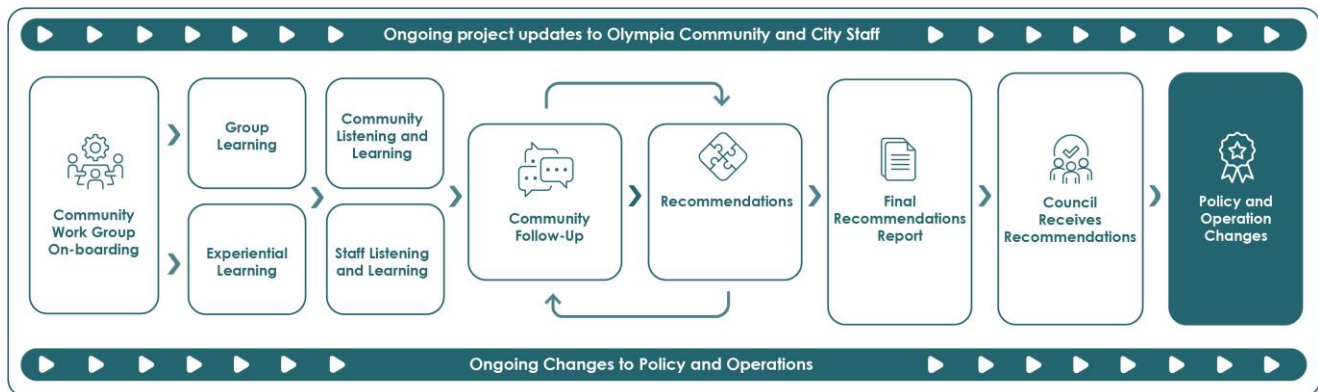 Ongoing project updates to Olympia Community and City Staff
Community
Work Group
On-boarding
Group
Learning
Experiential
Learning
Community
Listening and
Learning
Staff Listening
and Learning
Community
Follow-Up
Recommendations
Final
Recommendations
Report
Council
Receives
Recommendations
Policy and
Operation
Changes
Ongoing Changes to Policy and Operations